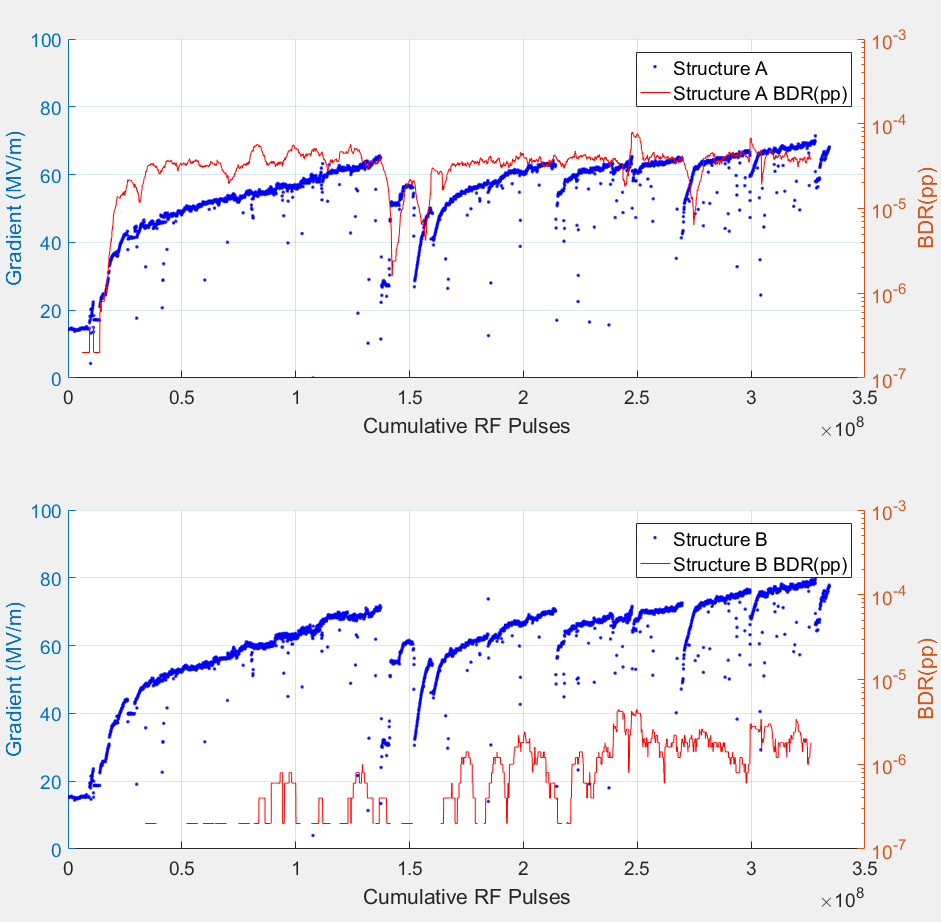 100
80
60
40
20
0
Gradient (MV/m)
Structure A
Structure A BDR(pp)
10-3
10-4
10-5
10-6
10-7
BDR(pp)
0 0.5 1 1.5 2 2.5 3 3.5
Cumulative RF Pulses
×108
100
80
60
40
20
0
Gradient (MV/m)
Structure B
Structure B BDR(pp)
10-3
10-4
10-5
10-6
10-7
BDR(pp)
0 0.5 1 1.5 2 2.5 3 3.5
Cumulative RF Pulses
×108